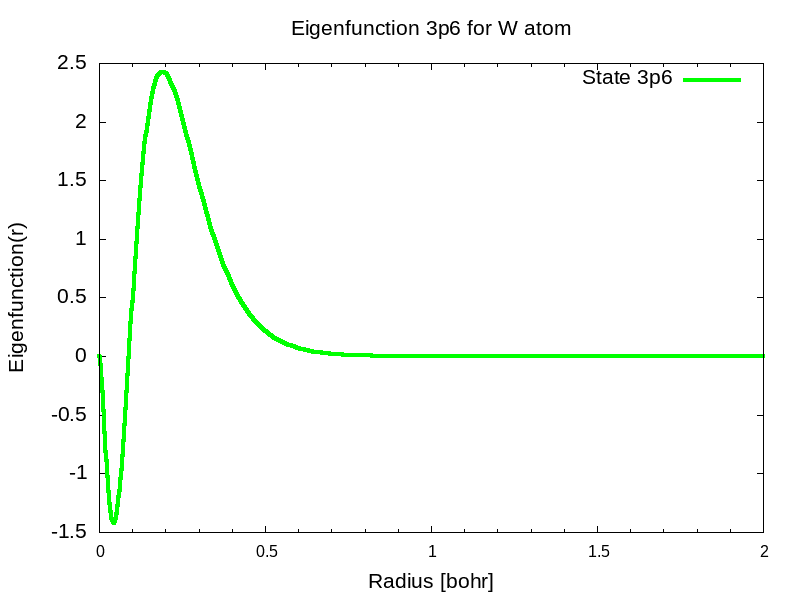 Eigenfunction 3p6 for W atom
State 3p6
2.5
2
1.5
1
0.5
0
-0.5
-1
-1.5
Eigenfunction(r)
0 0.5 1 1.5 2
Radius [bohr]